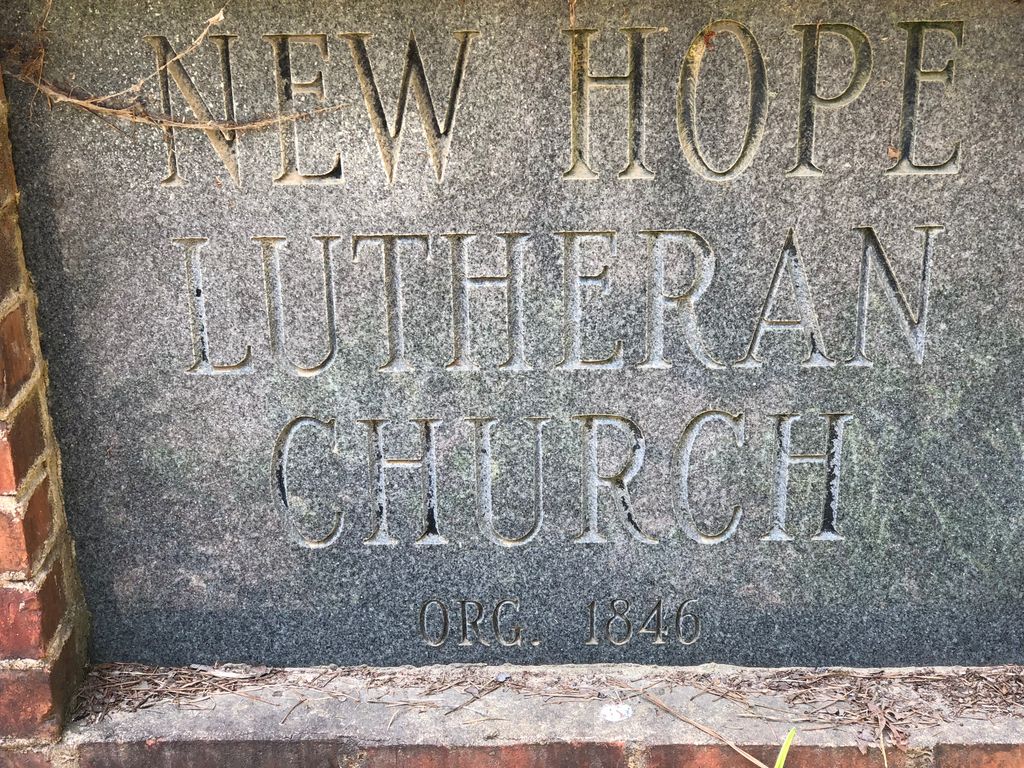 NEW HOPE
LUTHERAN
CHURCH
ORG. 1846